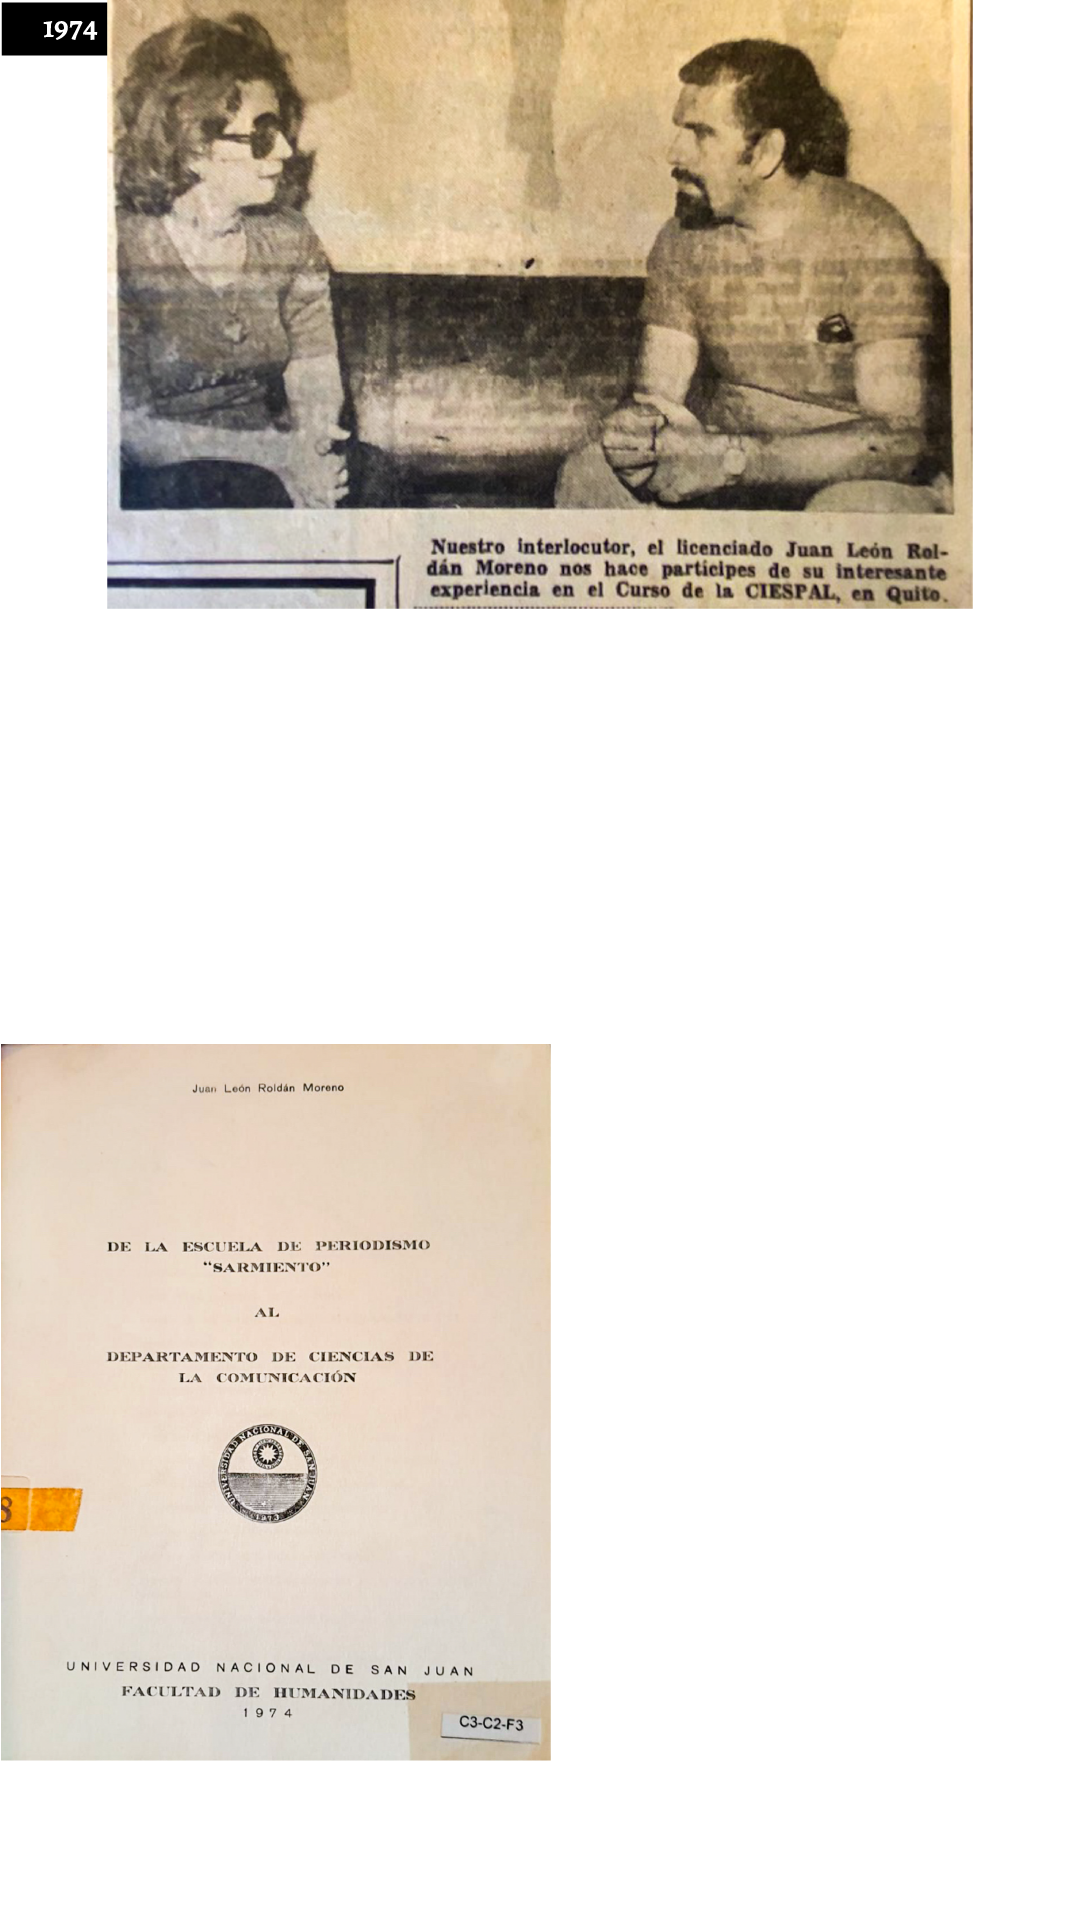 1974
Nuestro interlocutor, el licenciado Juan León Rol-
dán Moreno nos hace partícipes de su interesante
experiencia en el Curso de la CIESPAL, en Quito.
Juan León Roldán Moreno
DE LA ESCUELA DE PERIODISMO
“SARMIENTO”
AL
DEPARTAMENTO DE CIENCIAS DE
LA COMUNICACIÓN
UNIVERSIDAD NACIONAL DE SAN JUAN
1973
8
UNIVERSIDAD NACIONAL DE SAN JUAN
FACULTAD DE HUMANIDADES
1974
C3-C2-F3